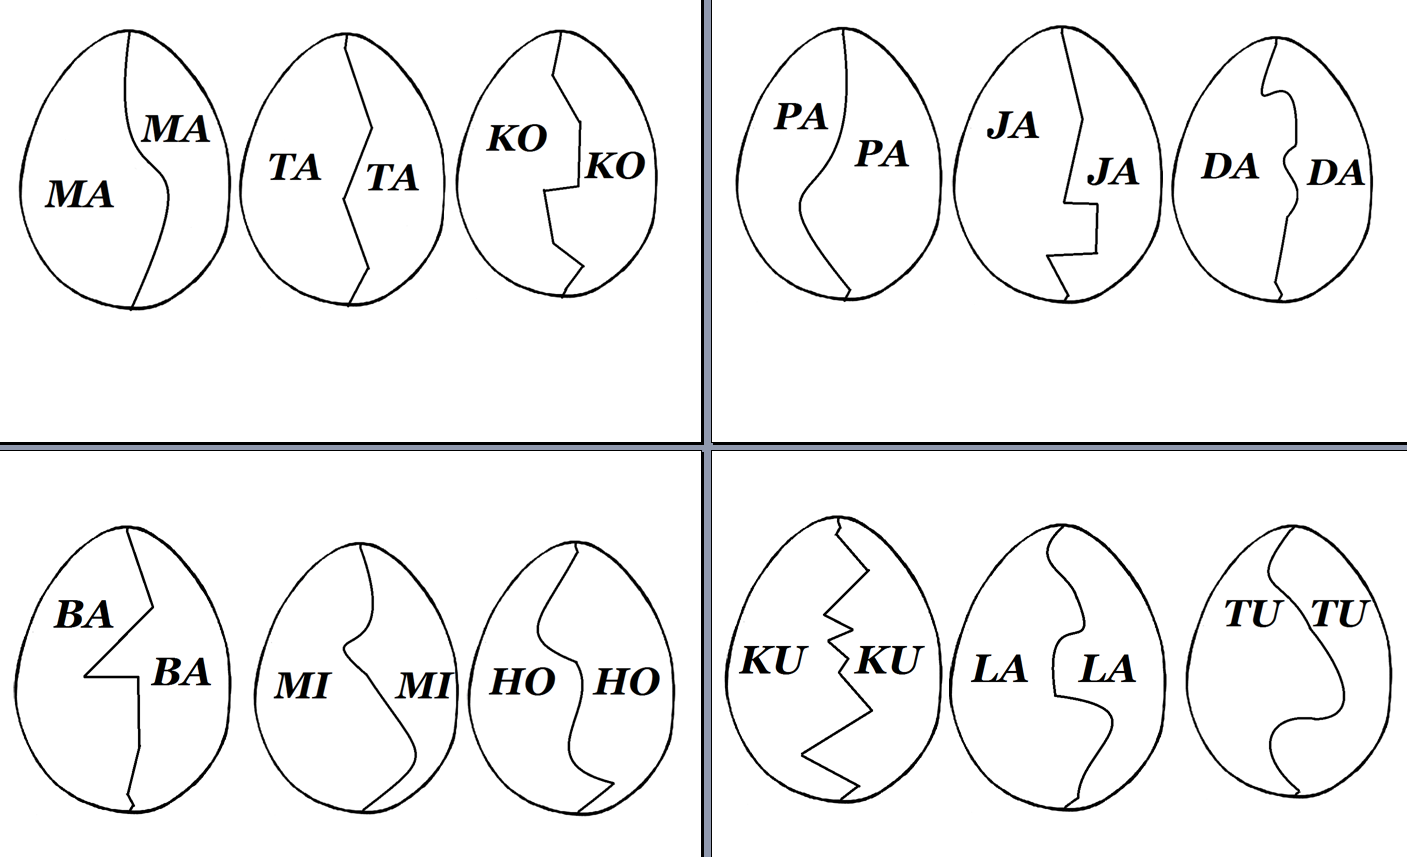 MA MA
TA TA
KO KO
PA PA
JA JA
DA DA
BA BA
MI MI
HO HO
KU KU
LA LA
TU TU